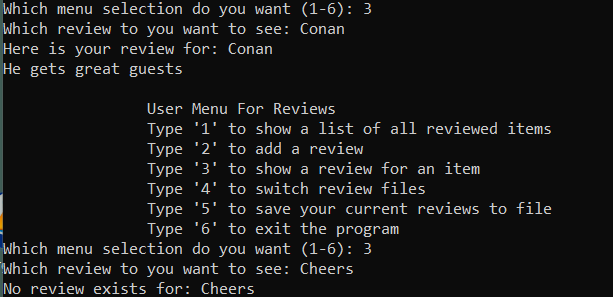 Which menu selection do you want (1-6): 3
Which review to you want to see: Conan
Here is your review for: Conan
He gets great guests
User Menu For Reviews
Type '1' to show a list of all reviewed items
Type '2' to add a review
Type '3' to show a review for an item
Type '4' to switch review files
Type '5' to save your current reviews to file
Type '6' to exit the program
Which menu selection do you want (1-6): 3
Which review to you want to see: Cheers
No review exists for: Cheers